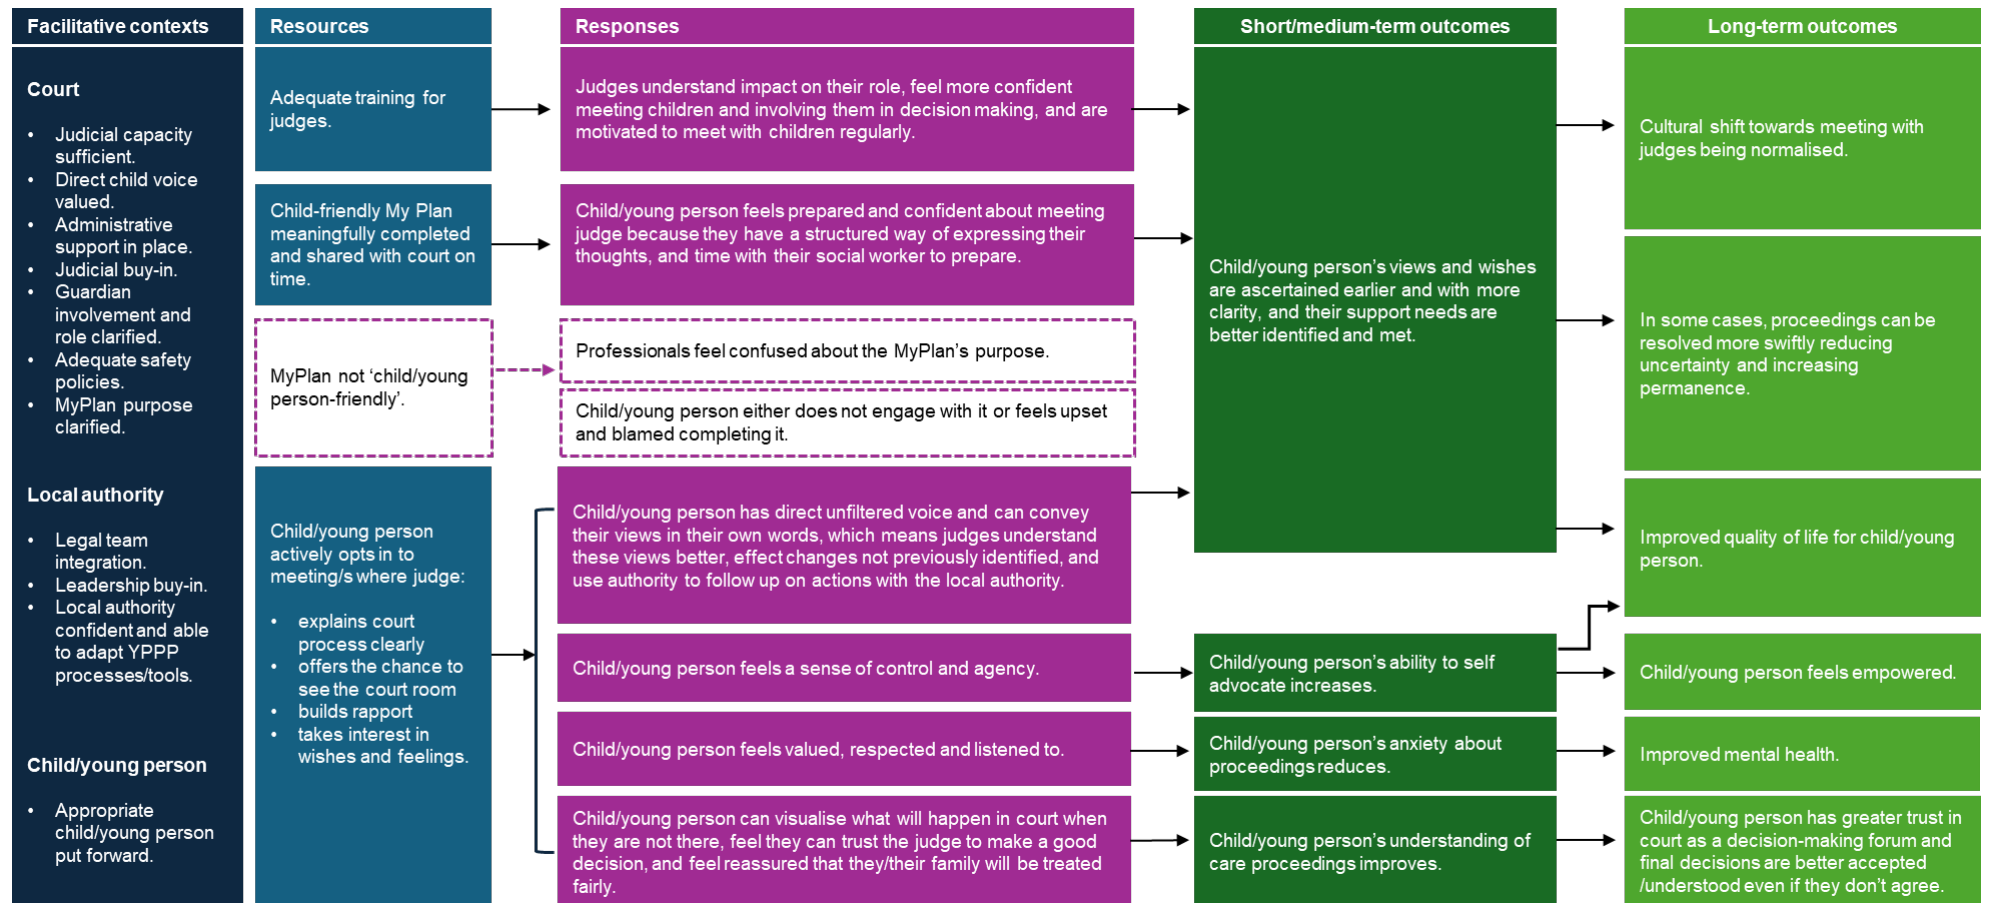 Facilitative contexts
Court
• Judicial capacity
sufficient.
• Direct child voice
valued.
• Administrative
support in place.
• Judicial buy-in.
• Guardian
involvement and
role clarified.
• Adequate safety
policies.
• MyPlan purpose
clarified.
Local authority
• Legal team
integration.
• Leadership buy-in.
• Local authority
confident and able
to adapt YPPP
processes/tools.
Child/young person
• Appropriate
child/young person
put forward.
Resources
Adequate training for
judges.
Child-friendly My Plan
meaningfully completed
and shared with court on
time.
MyPlan not ‘child/young
person-friendly’.
Child/young person
actively opts in to
meeting/s where judge:
• explains court
process clearly
• offers the chance to
see the court room
• builds rapport
• takes interest in
wishes and feelings.
Responses
Judges understand impact on their role, feel more confident
meeting children and involving them in decision making, and are
motivated to meet with children regularly.
Child/young person feels prepared and confident about meeting
judge because they have a structured way of expressing their
thoughts, and time with their social worker to prepare.
Professionals feel confused about the MyPlan’s purpose.
Child/young person either does not engage with it or feels upset
and blamed completing it.
Child/young person has direct unfiltered voice and can convey
their views in their own words, which means judges understand
these views better, effect changes not previously identified, and
use authority to follow up on actions with the local authority.
Child/young person feels a sense of control and agency.
Child/young person feels valued, respected and listened to.
Child/young person can visualise what will happen in court when
they are not there, feel they can trust the judge to make a good
decision, and feel reassured that they/their family will be treated
fairly.
Short/medium-term outcomes
Child/young person’s views and wishes
are ascertained earlier and with more
clarity, and their support needs are
better identified and met.
Child/young person’s ability to self
advocate increases.
Child/young person’s anxiety about
proceedings reduces.
Child/young person’s understanding of
care proceedings improves.
Long-term outcomes
Cultural shift towards meeting with
judges being normalised.
In some cases, proceedings can be
resolved more swiftly reducing
uncertainty and increasing
permanence.
Improved quality of life for child/young
person.
Child/young person feels empowered.
Improved mental health.
Child/young person has greater trust in
court as a decision-making forum and
final decisions are better accepted
/understood even if they don’t agree.